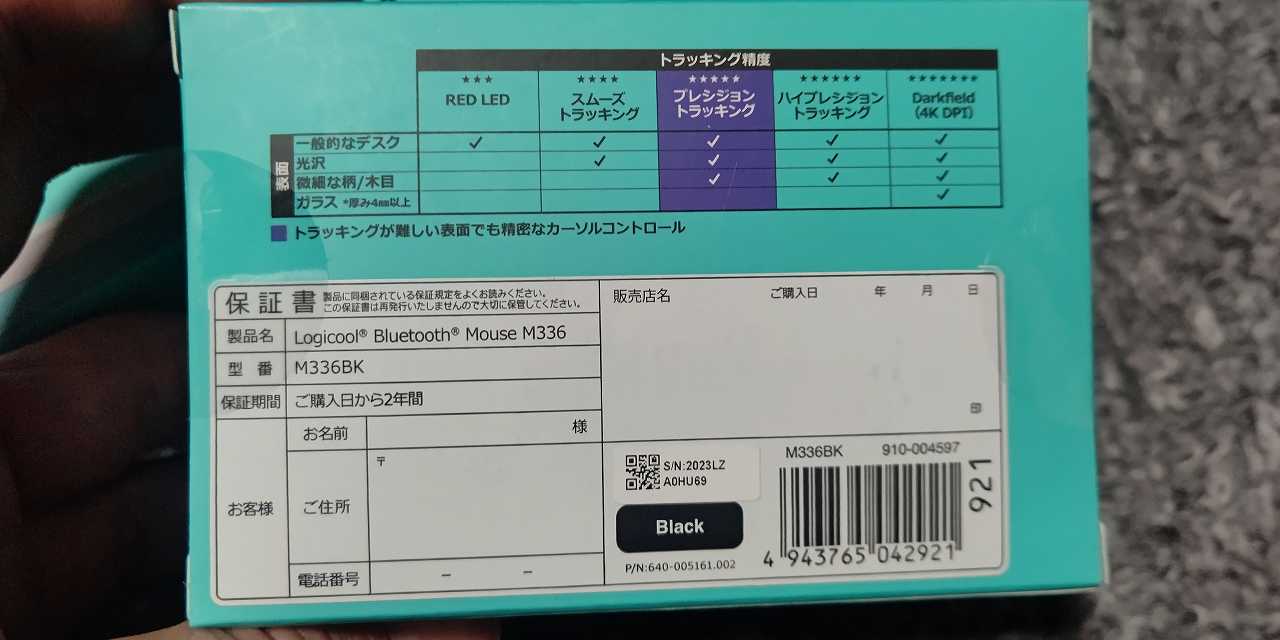 トラッキング精度
★★★ ★★★★ ★★★★★ ★★★★★★ ★★★★★★★
RED LED スムーズ トラッキング プレシジョン トラッキング ハイプレシジョン トラッキング Darkfield (4K DPI)
表面
一般的なデスク ✓ ✓ ✓ ✓ ✓
光沢 ✓ ✓ ✓ ✓
微細な柄/木目 ✓ ✓ ✓
ガラス *厚み4mm以上 ✓
トラッキングが難しい表面でも精密なカーソルコントロール
保証書
製品に同梱されている保証規定をよくお読みください。
この保証書は再発行いたしませんので大切に保管してください。
製品名 Logicool® Bluetooth® Mouse M336
型番 M336BK
保証期間 ご購入日から2年間
お客様
お名前 様
ご住所 〒
電話番号 – –
販売店名 ご購入日 年 月 日
印
S/N:2023LZ
A0HU69
Black
P/N:640-005161.002
M336BK 910-004597
921
4 943765 042921